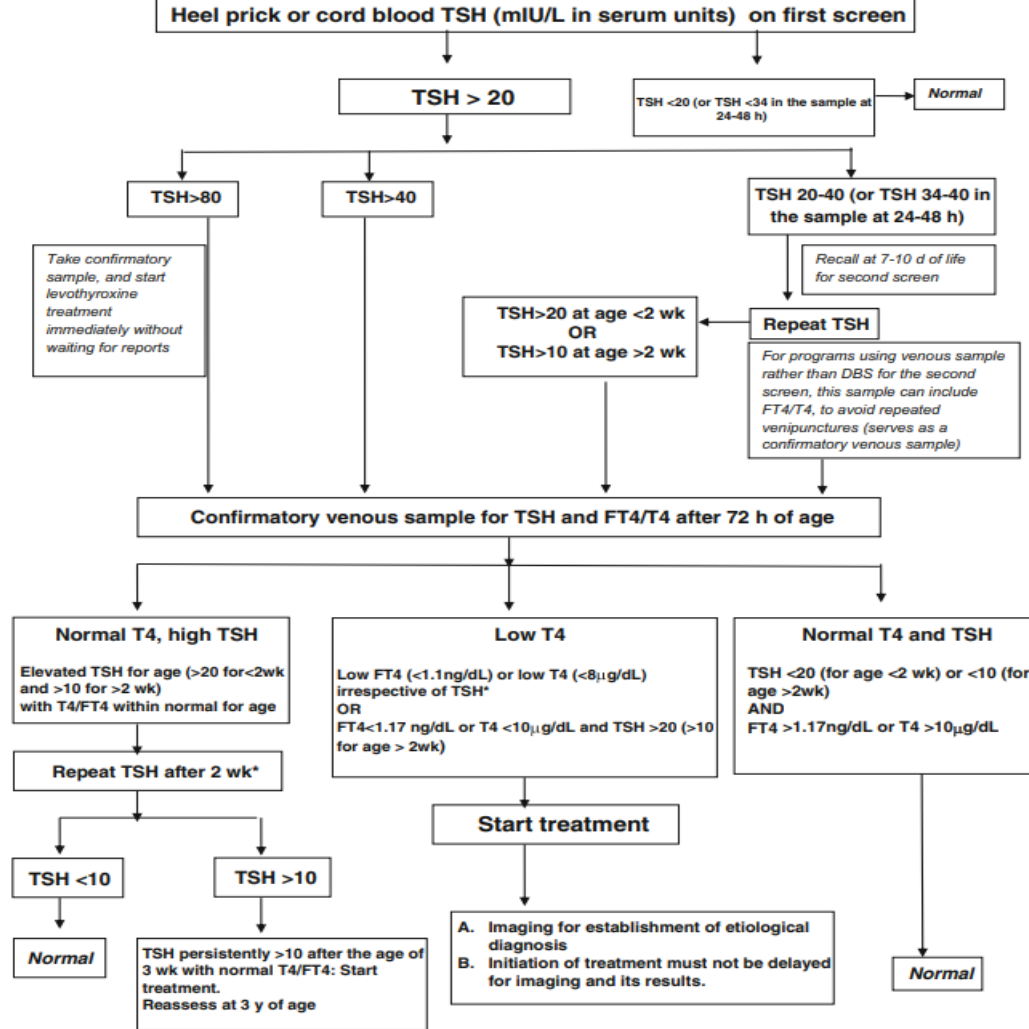 Heel prick or cord blood TSH (mIU/L in serum units)  on first screen
TSH > 20
TSH <20 (or TSH <34 in the sample at
24-48 h)
Normal
TSH>80
TSH>40
TSH 20-40 (or TSH 34-40 in
the sample at 24-48 h)
Take confirmatory
sample, and start
levothyroxine
treatment
immediately without
waiting for reports
Recall at 7-10 d of life
for second screen
TSH>20 at age <2 wk
OR
TSH>10 at age >2 wk
Repeat TSH
For programs using venous sample
rather than DBS for the second
screen, this sample can include
FT4/T4, to avoid repeated
venipunctures (serves as a
confirmatory venous sample)
Confirmatory venous sample for TSH and FT4/T4 after 72 h of age
Normal T4, high TSH
Elevated TSH for age (>20 for<2wk
and >10 for >2 wk)
with T4/FT4 within normal for age
Low T4
Low FT4 (<1.1ng/dL) or low T4 (<8μg/dL)
irrespective of TSH*
OR
FT4<1.17 ng/dL or T4 <10μg/dL and TSH >20 (>10
for age > 2wk)
Normal T4 and TSH
TSH <20 (for age <2 wk) or <10 (for
age >2wk)
AND
FT4 >1.17ng/dL or T4 >10μg/dL
Repeat TSH after 2 wk*
Start treatment
TSH <10
TSH >10
Normal
TSH persistently >10 after the age of
3 wk with normal T4/FT4: Start
treatment.
Reassess at 3 y of age
A. Imaging for establishment of etiological
diagnosis
B. Initiation of treatment must not be delayed
for imaging and its results.
Normal